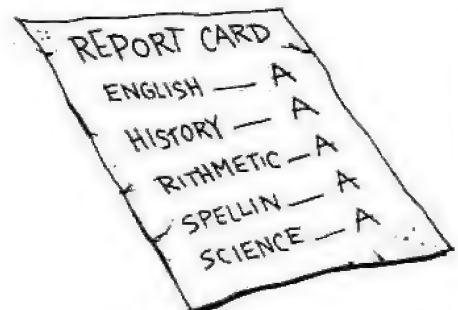 REPORT CARD
ENGLISH — A
HISTORY — A
RITHMETIC — A
SPELLIN — A
SCIENCE — A